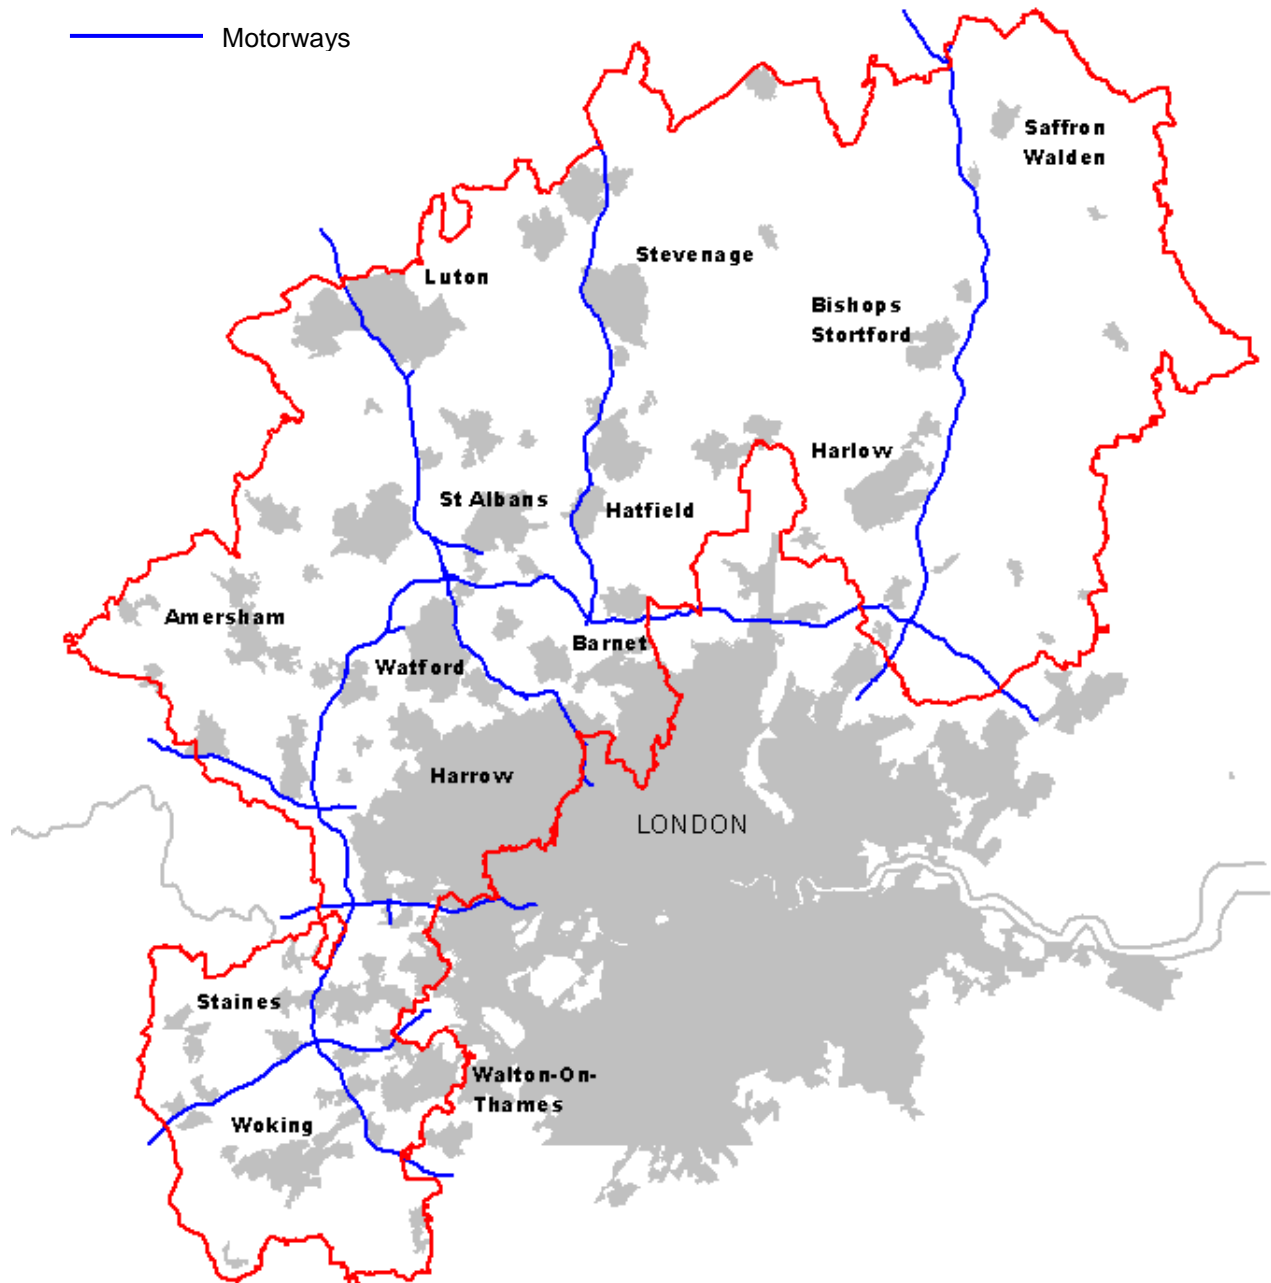 Motorways
Saffron
Walden
Stevenage
Luton
Bishops
Stortford
Harlow
St Albans
Hatfield
Amersham
Barnet
Watford
Harrow
LONDON
Staines
Walton-On-
Thames
Woking